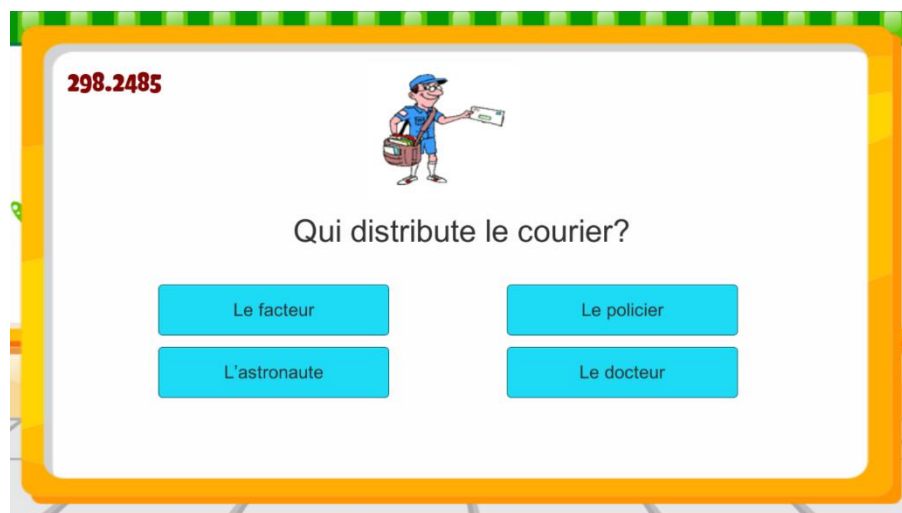 298.2485
Qui distribute le courier?
Le facteur
Le policier
L'astronaute
Le docteur